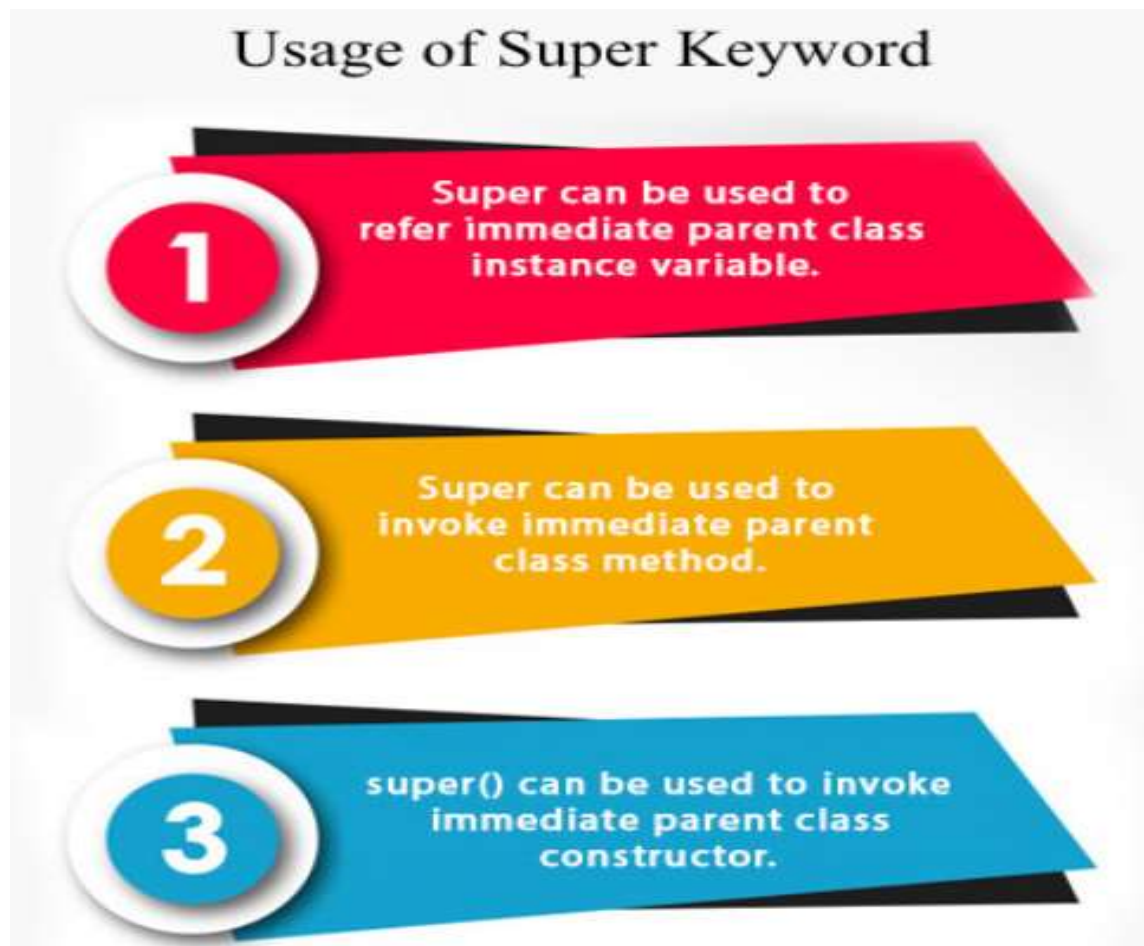 Usage of Super Keyword
1
Super can be used to
refer immediate parent class
instance variable.
2
Super can be used to
invoke immediate parent
class method.
3
super() can be used to invoke
immediate parent class
constructor.